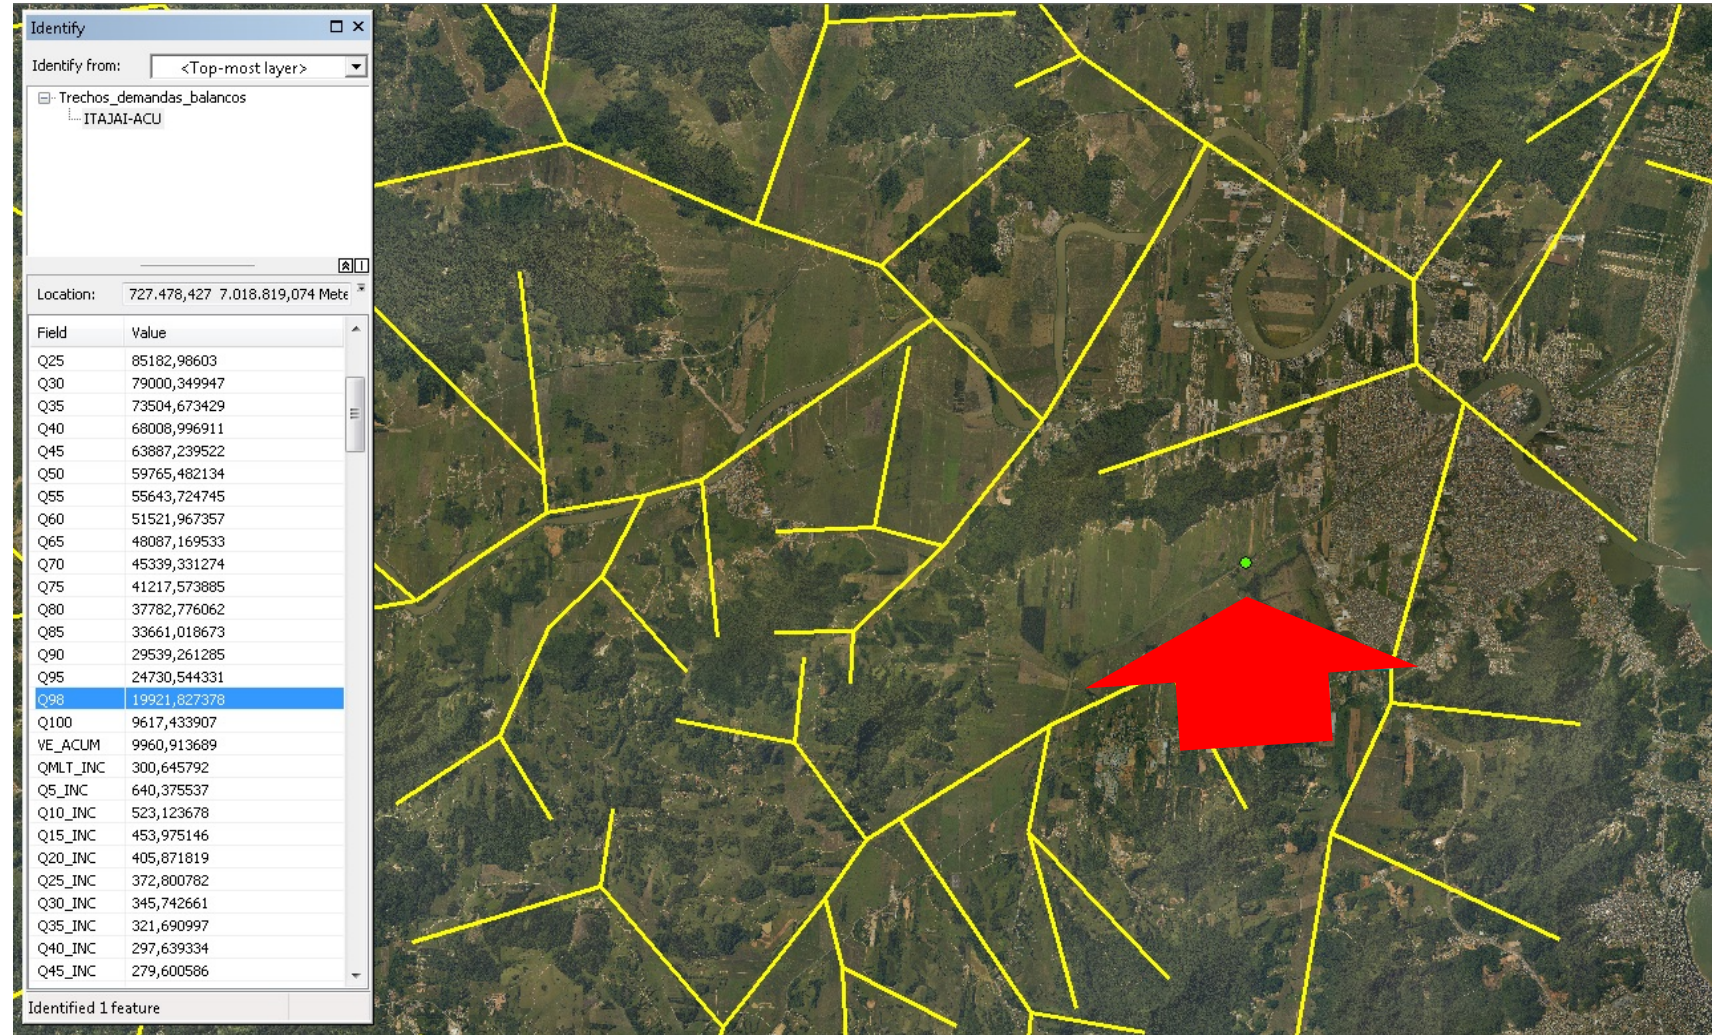 Identify
Identify from: <Top-most layer>
Trechos_demandas_balancos
ITAJAI-ACU
Location: 727.478,427 7.018.819,074 Mete
Field Value
Q25 85182,98603
Q30 79000,349947
Q35 73504,673429
Q40 68008,996911
Q45 63887,239522
Q50 59765,482134
Q55 55643,724745
Q60 51521,967357
Q65 48087,169533
Q70 45339,331274
Q75 41217,573885
Q80 37782,776062
Q85 33661,018673
Q90 29539,261285
Q95 24730,544331
Q98 19921,827378
Q100 9617,433907
VE_ACUM 9960,913689
QMLT_INC 300,645792
Q5_INC 640,375537
Q10_INC 523,123678
Q15_INC 453,975146
Q20_INC 405,871819
Q25_INC 372,800782
Q30_INC 345,742661
Q35_INC 321,690997
Q40_INC 297,639334
Q45_INC 279,600586
Identified 1 feature